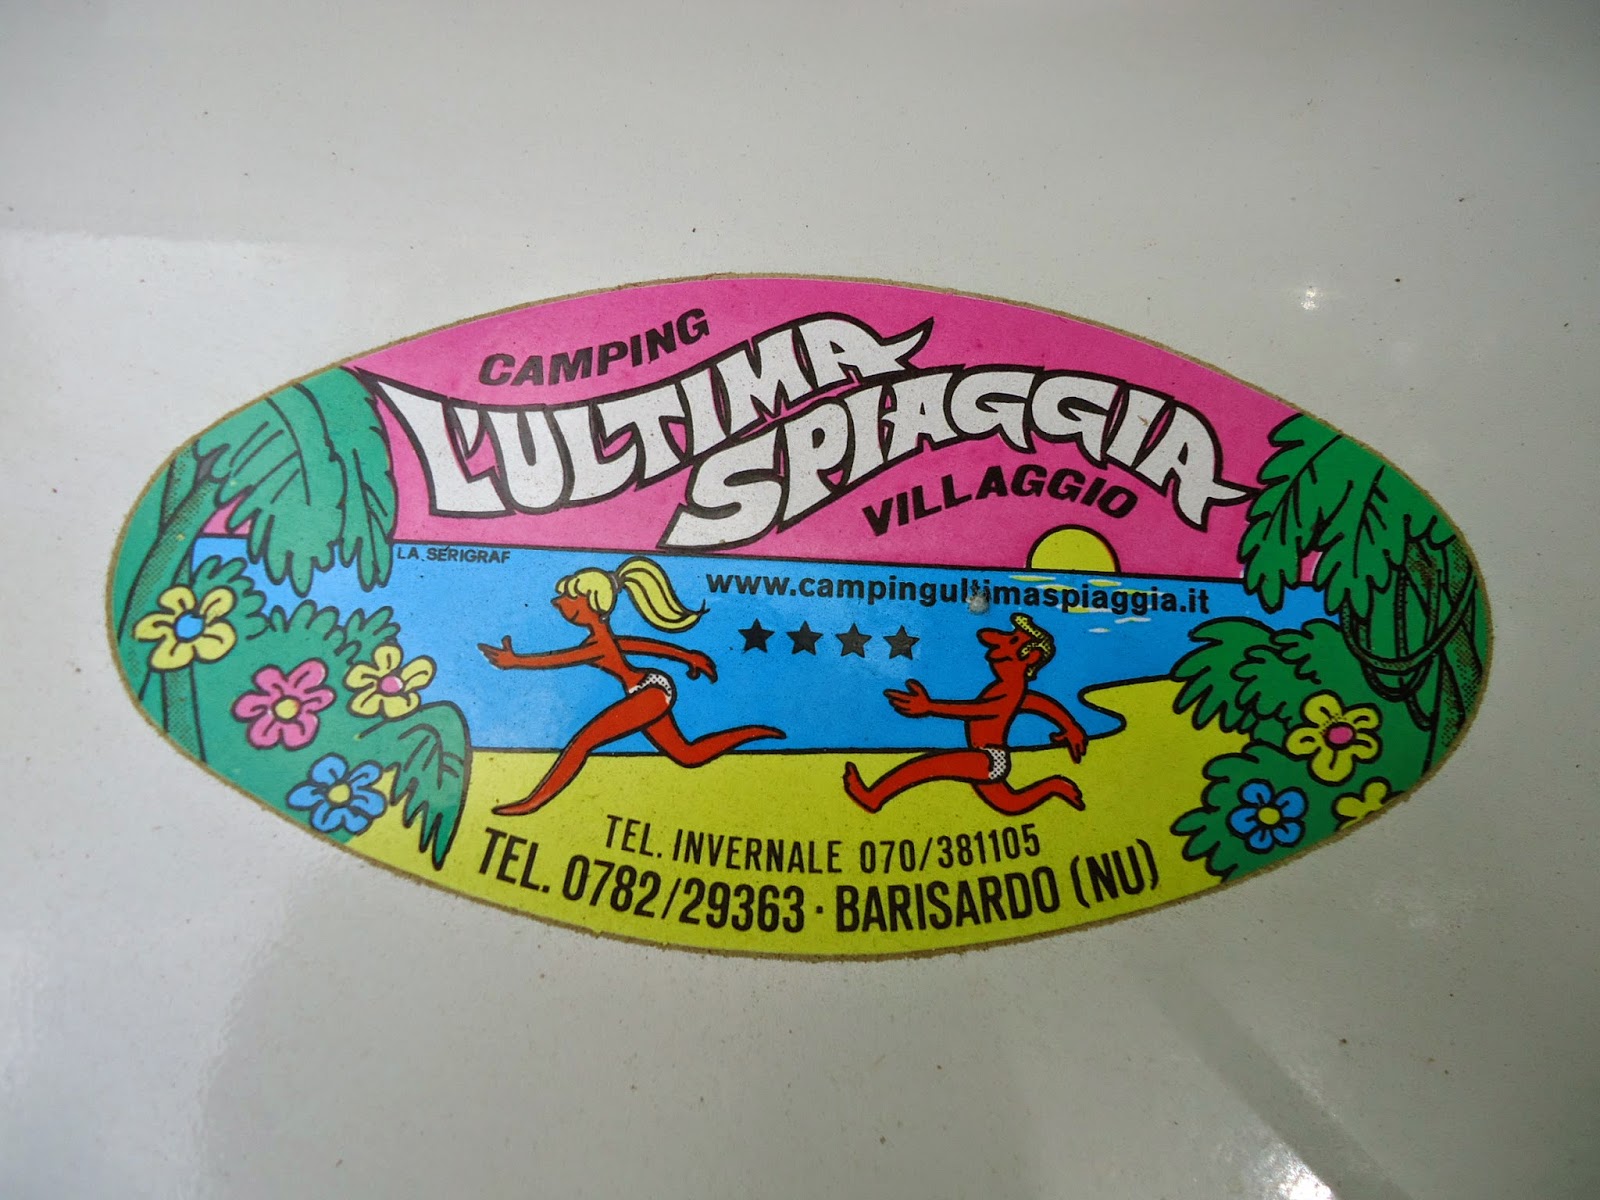 CAMPING
L'ULTIMA
SPIAGGIA
VILLAGGIO
LA SERIGRAF
www.campingultimaspiaggia.it
TEL. INVERNALE 070/381105
TEL. 0782/29363 · BARISARDO (NU)